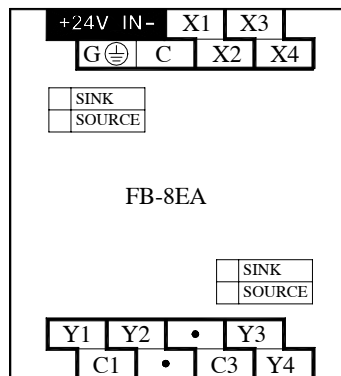 +24V IN- X1 X3
G C X2 X4
SINK
SOURCE
FB-8EA
SINK
SOURCE
Y1 Y2 • Y3
C1 • C3 Y4